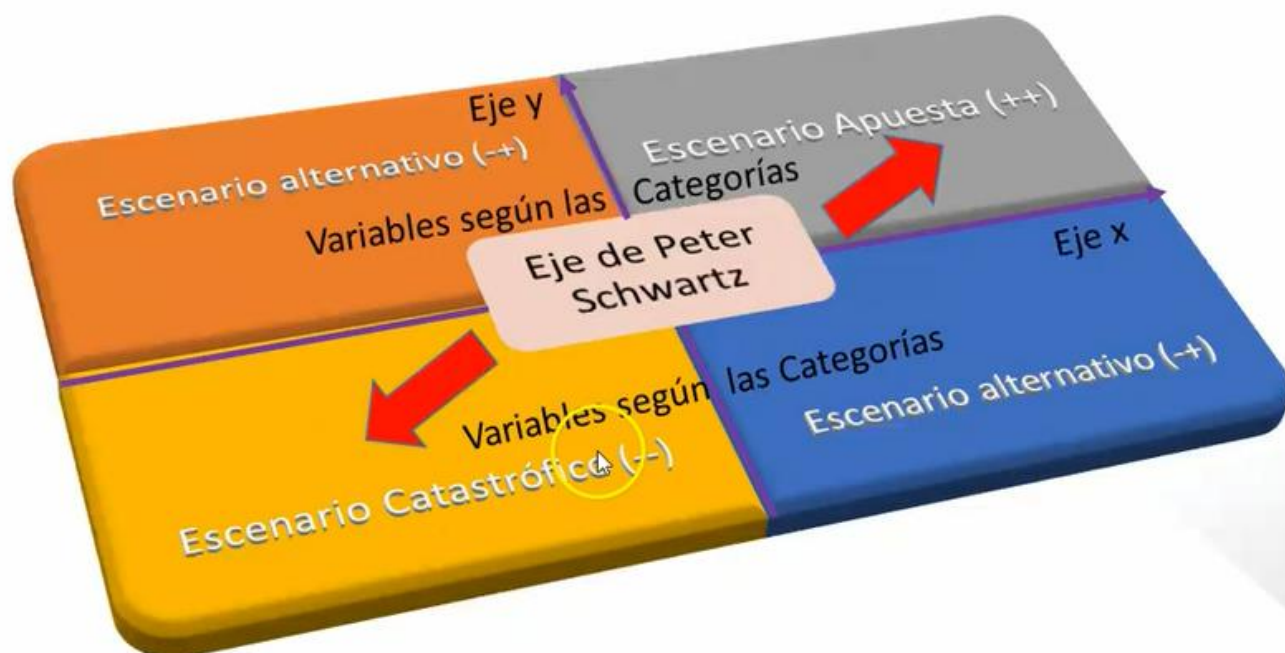 Eje y
Escenario Apuesta (++)
Escenario alternativo (-+)
Variables según las Categorías
Eje de Peter
Schwartz
Eje x
Variables según las Categorías
Escenario alternativo (-+)
Escenario Catastrófico (--)